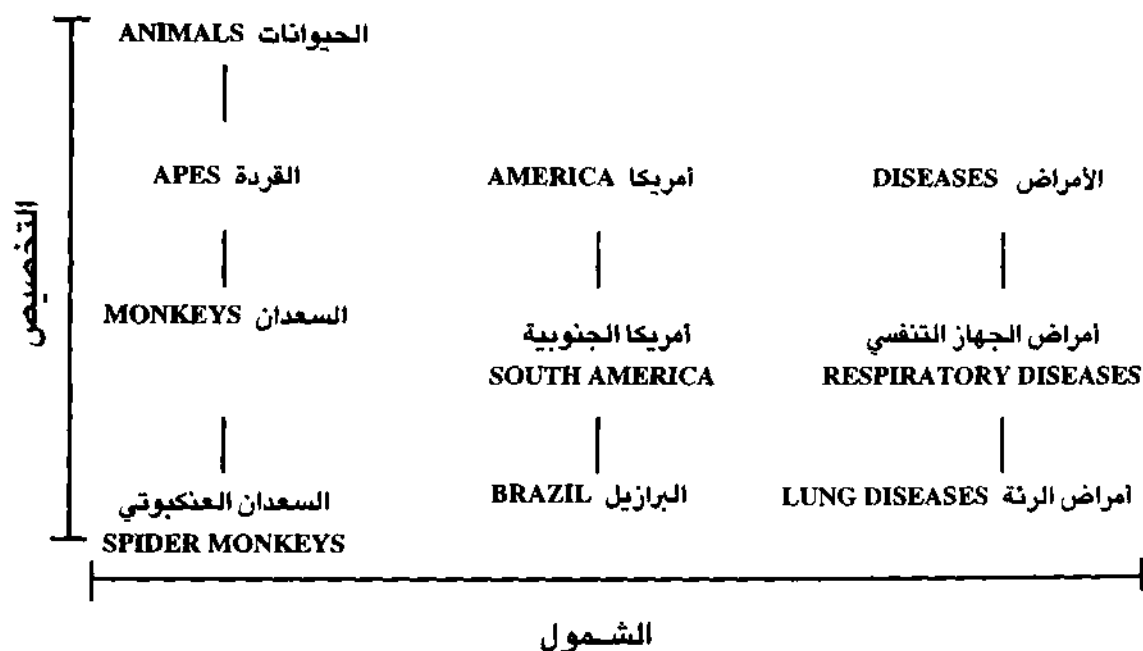 ANIMALS الحيوانات
APES القردة
AMERICA أمريكا
DISEASES الأمراض
التخصيص
MONKEYS السعدان
أمريكا الجنوبية
SOUTH AMERICA
أمراض الجهاز التنفسي
RESPIRATORY DISEASES
السعدان العنكبوتي
SPIDER MONKEYS
BRAZIL البرازيل
LUNG DISEASES أمراض الرئة
الشمول